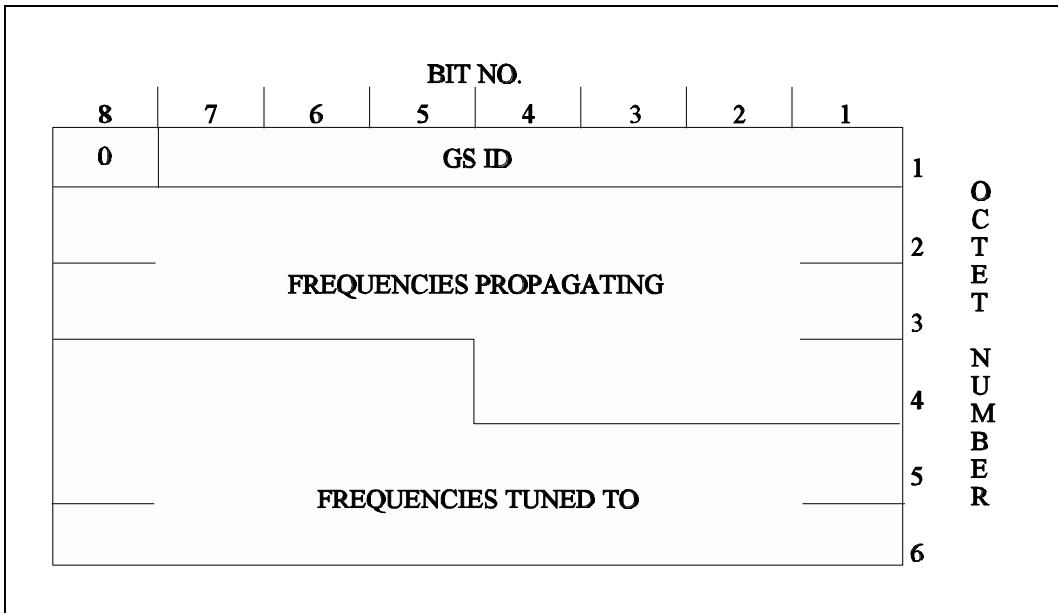 BIT NO.
8 7 6 5 4 3 2 1
0 GS ID 1
2
FREQUENCIES PROPAGATING
3
4
5
FREQUENCIES TUNED TO
6
OCTET NUMBER